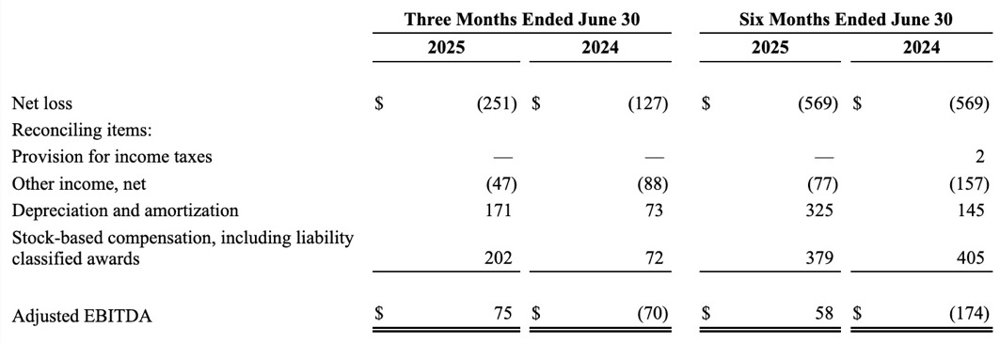 Three Months Ended June 30 Six Months Ended June 30
2025 2024 2025 2024
Net loss $ (251) $ (127) $ (569) $ (569)
Reconciling items:
Provision for income taxes — — — 2
Other income, net (47) (88) (77) (157)
Depreciation and amortization 171 73 325 145
Stock-based compensation, including liability
classified awards 202 72 379 405
Adjusted EBITDA $ 75 $ (70) $ 58 $ (174)